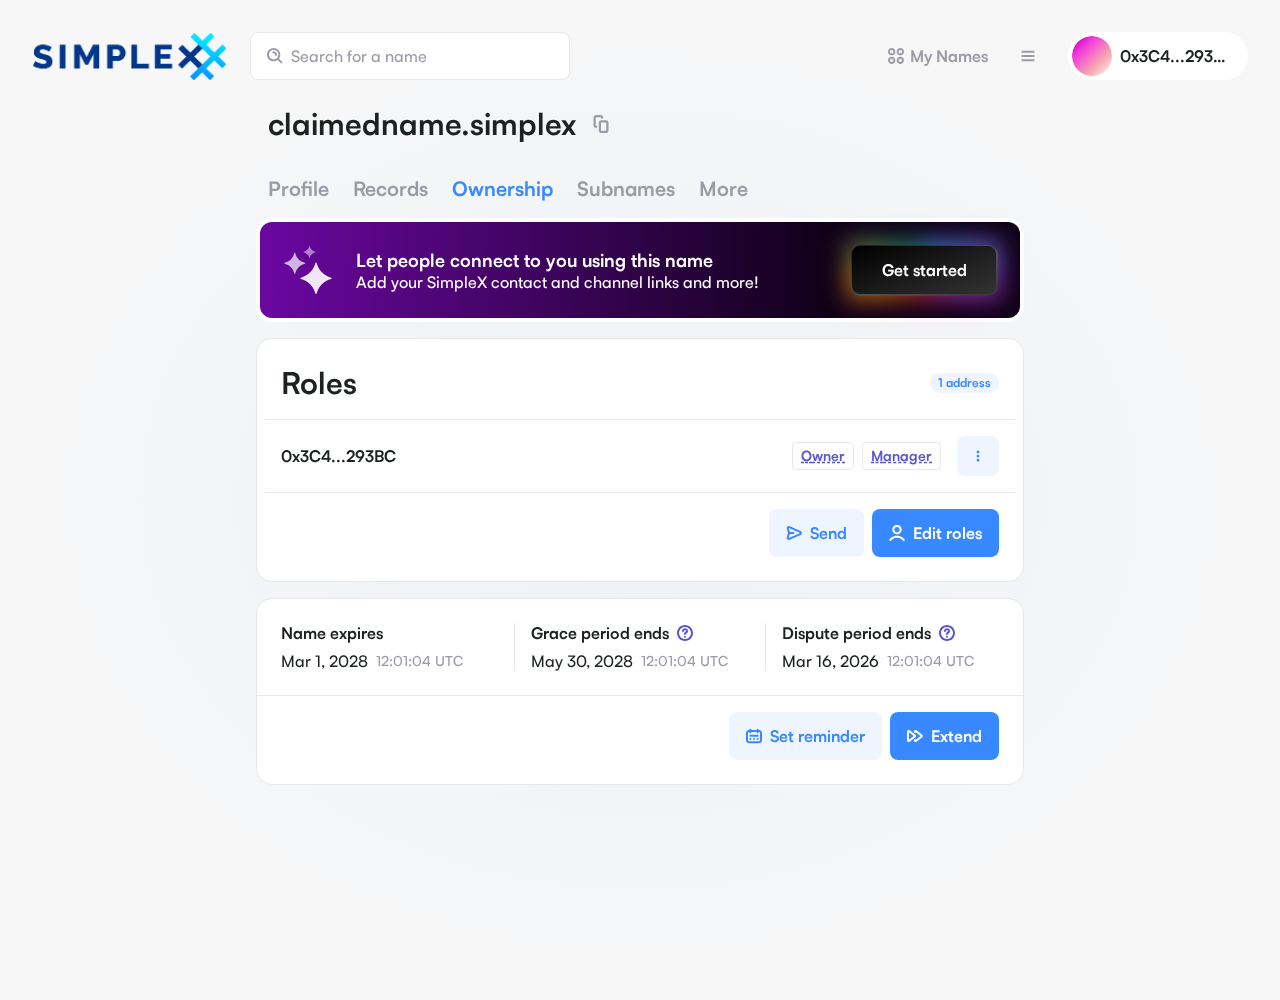 SIMPLEX
Search for a name
My Names
0x3C4...293...
claimedname.simplex
Profile Records Ownership Subnames More
Let people connect to you using this name
Add your SimpleX contact and channel links and more!
Get started
Roles
1 address
0x3C4...293BC
Owner Manager
Send Edit roles
Name expires
Mar 1, 2028 12:01:04 UTC
Grace period ends
May 30, 2028 12:01:04 UTC
Dispute period ends
Mar 16, 2026 12:01:04 UTC
Set reminder Extend